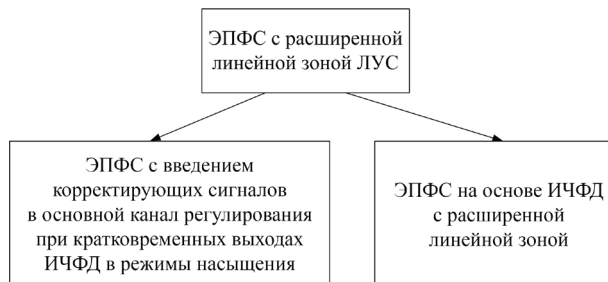 ЭПФС с расширенной
линейной зоной ЛУС
ЭПФС с введением
корректирующих сигналов
в основной канал регулирования
при кратковременных выходах
ИЧФД в режимы насыщения
ЭПФС на основе ИЧФД
с расширенной
линейной зоной